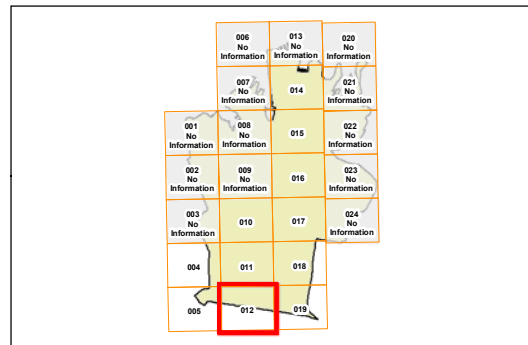 006
No
Information
013
No
Information
020
No
Information
007
No
Information
014
021
No
Information
001
No
Information
008
No
Information
015
022
No
Information
002
No
Information
009
No
Information
016
023
No
Information
003
No
Information
010
017
024
No
Information
004
011
018
005
012
019